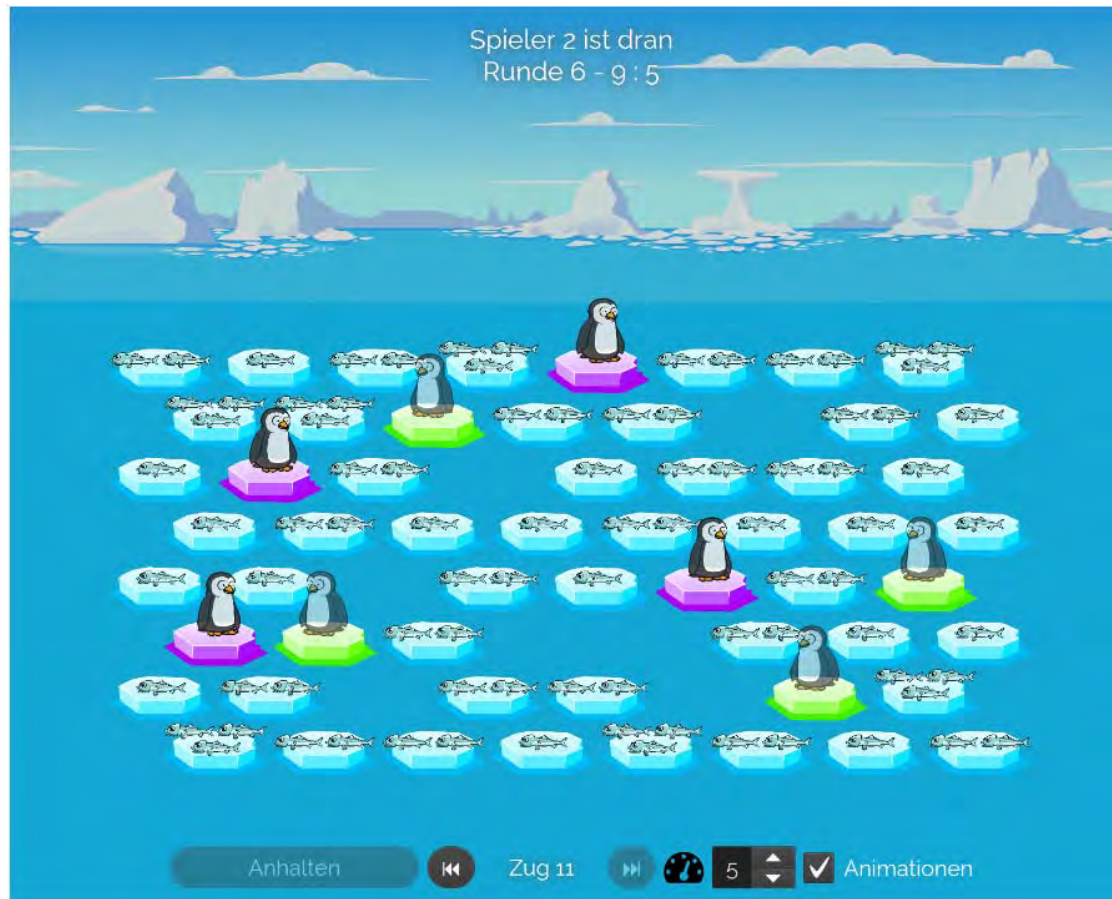 Spieler 2 ist dran
Runde 6 - 9 : 5
Anhalten
Zug 11
5
Animationen